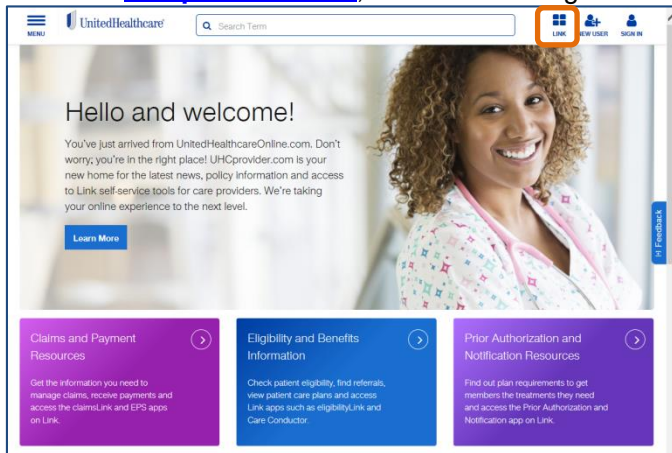 MENU
UnitedHealthcare
Search Term
LINK
NEW USER
SIGN IN
Hello and welcome!
You've just arrived from UnitedHealthcareOnline.com. Don't
worry; you're in the right place! UHCprovider.com is your
new home for the latest news, policy information and access
to Link self-service tools for care providers. We're taking
your online experience to the next level.
Learn More
Feedback
Claims and Payment
Resources
Get the information you need to
manage claims, receive payments and
access the claimsLink and EPS apps
on Link.
Eligibility and Benefits
Information
Check patient eligibility, find referrals,
view patient care plans and access
Link apps such as eligibilityLink and
Care Conductor.
Prior Authorization and
Notification Resources
Find out plan requirements to get
members the treatments they need
and access the Prior Authorization and
Notification app on Link.